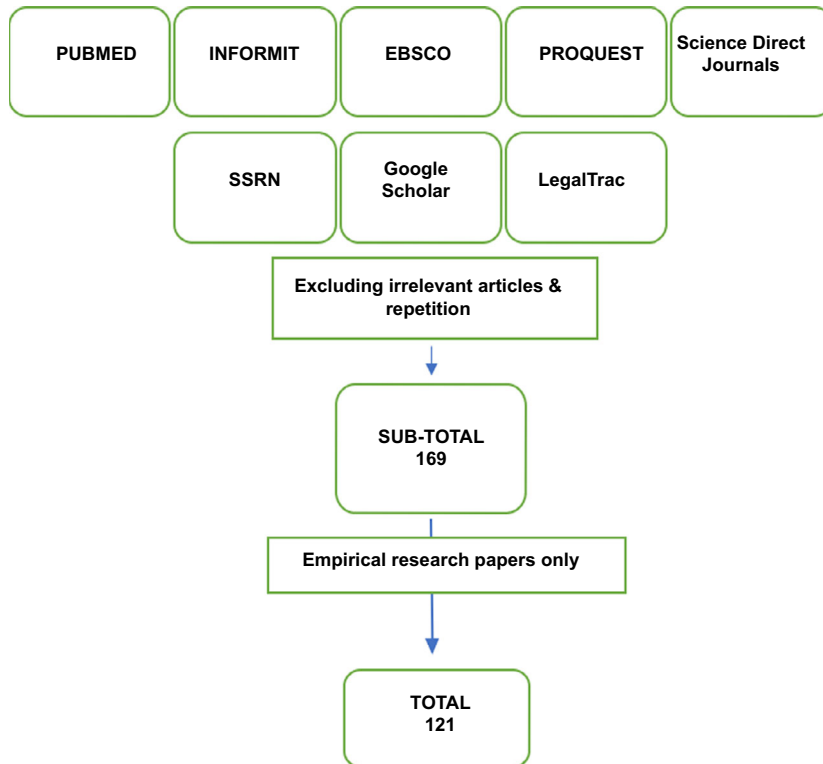 PUBMED
INFORMIT
EBSCO
PROQUEST
Science Direct
Journals
SSRN
Google
Scholar
LegalTrac
Excluding irrelevant articles &
repetition
SUB-TOTAL
169
Empirical research papers only
TOTAL
121